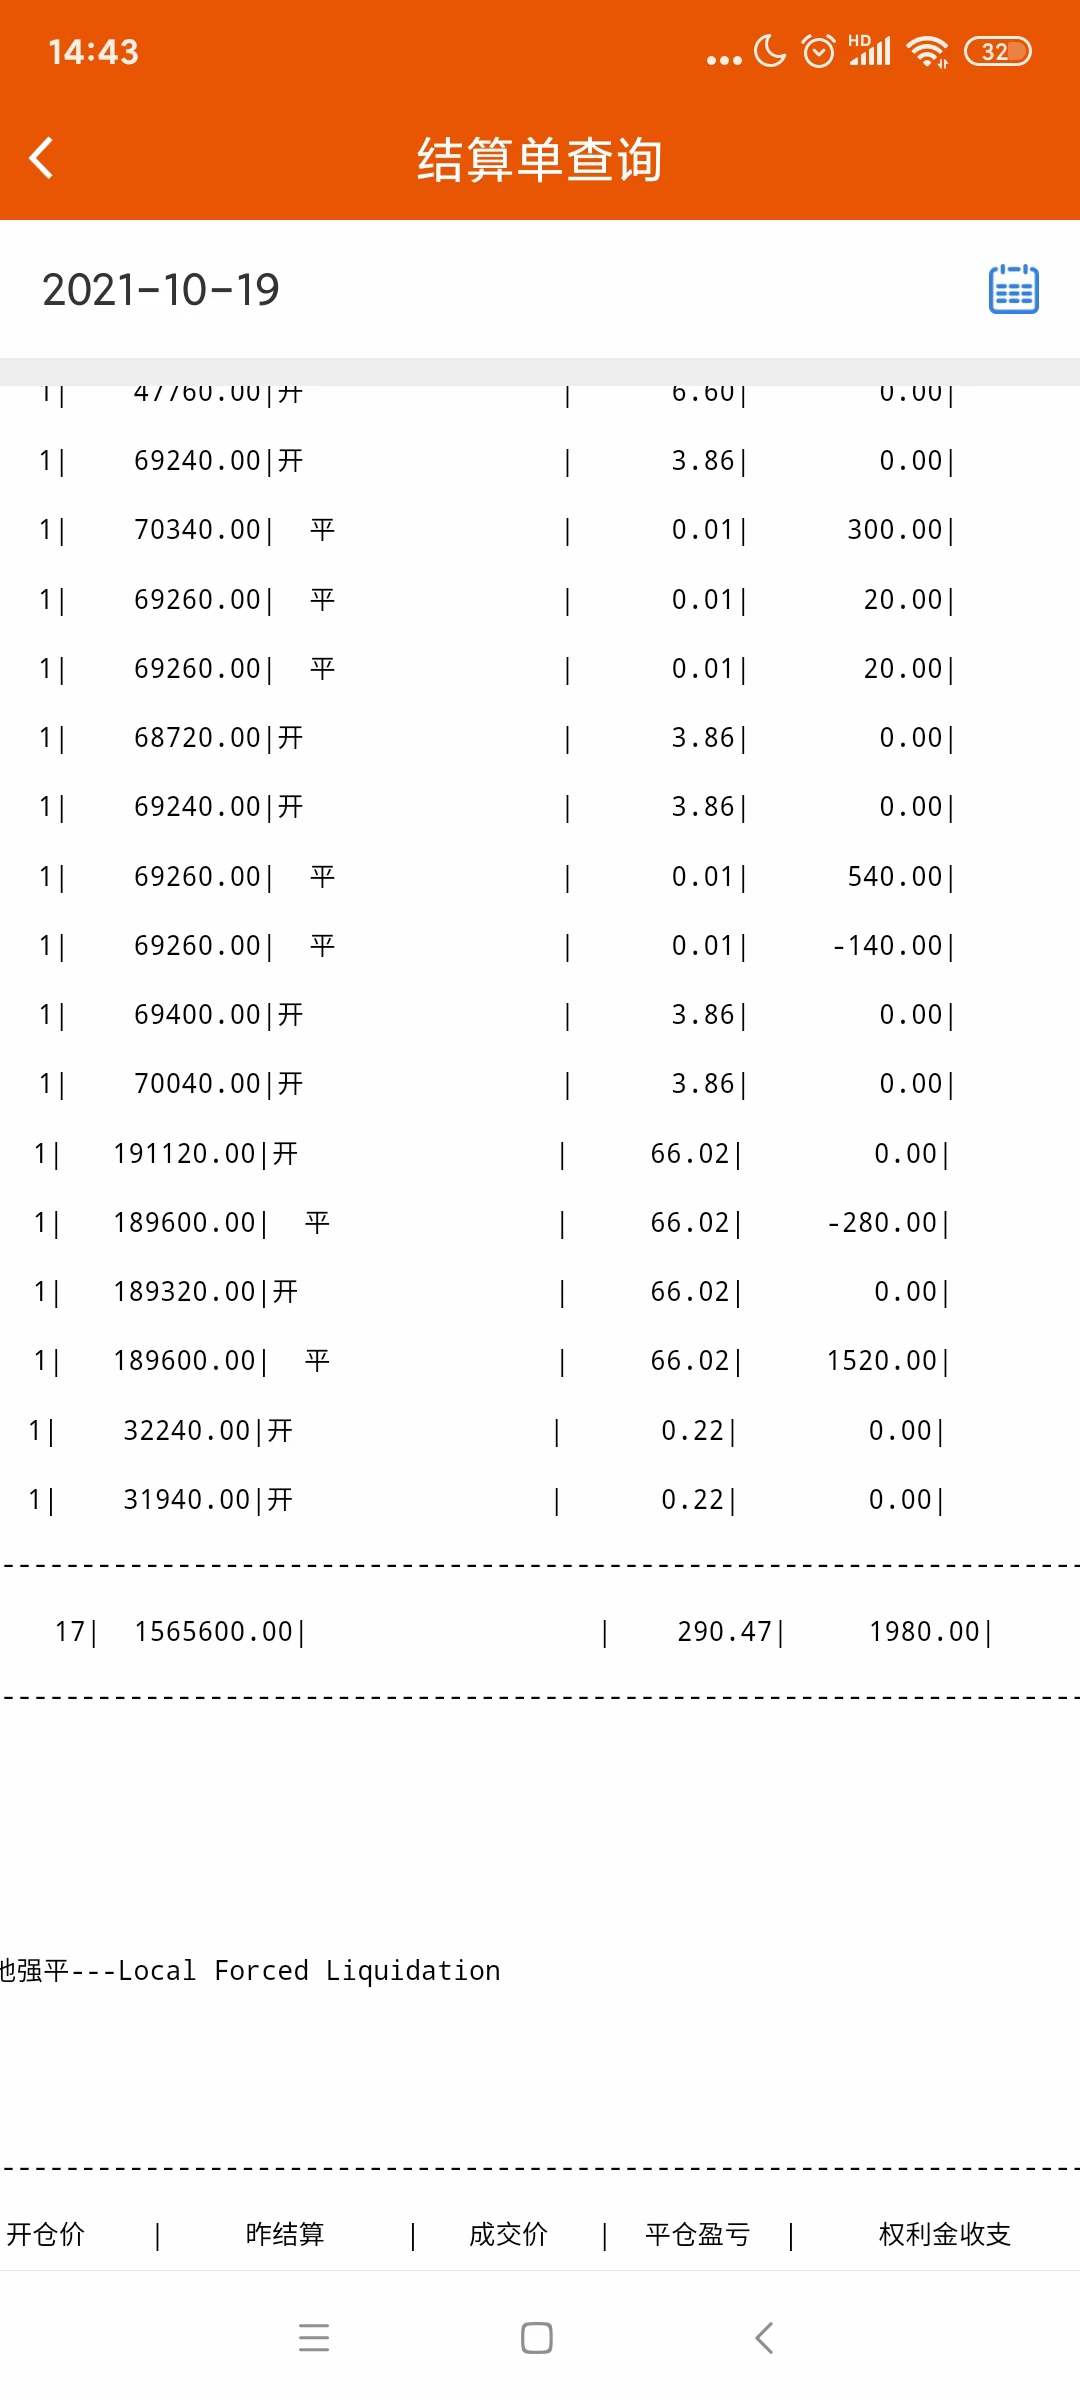 14:43
HD
32
结算单查询
2021-10-19
1| 47760.00|开 | 6.60| 0.00|
1| 69240.00|开 | 3.86| 0.00|
1| 70340.00| 平 | 0.01| 300.00|
1| 69260.00| 平 | 0.01| 20.00|
1| 69260.00| 平 | 0.01| 20.00|
1| 68720.00|开 | 3.86| 0.00|
1| 69240.00|开 | 3.86| 0.00|
1| 69260.00| 平 | 0.01| 540.00|
1| 69260.00| 平 | 0.01| -140.00|
1| 69400.00|开 | 3.86| 0.00|
1| 70040.00|开 | 3.86| 0.00|
1| 191120.00|开 | 66.02| 0.00|
1| 189600.00| 平 | 66.02| -280.00|
1| 189320.00|开 | 66.02| 0.00|
1| 189600.00| 平 | 66.02| 1520.00|
1| 32240.00|开 | 0.22| 0.00|
1| 31940.00|开 | 0.22| 0.00|
--------------------------------------------------------------------
17| 1565600.00| | 290.47| 1980.00|
--------------------------------------------------------------------
地强平---Local Forced Liquidation
--------------------------------------------------------------------
开仓价 | 昨结算 | 成交价 | 平仓盈亏 | 权利金收支